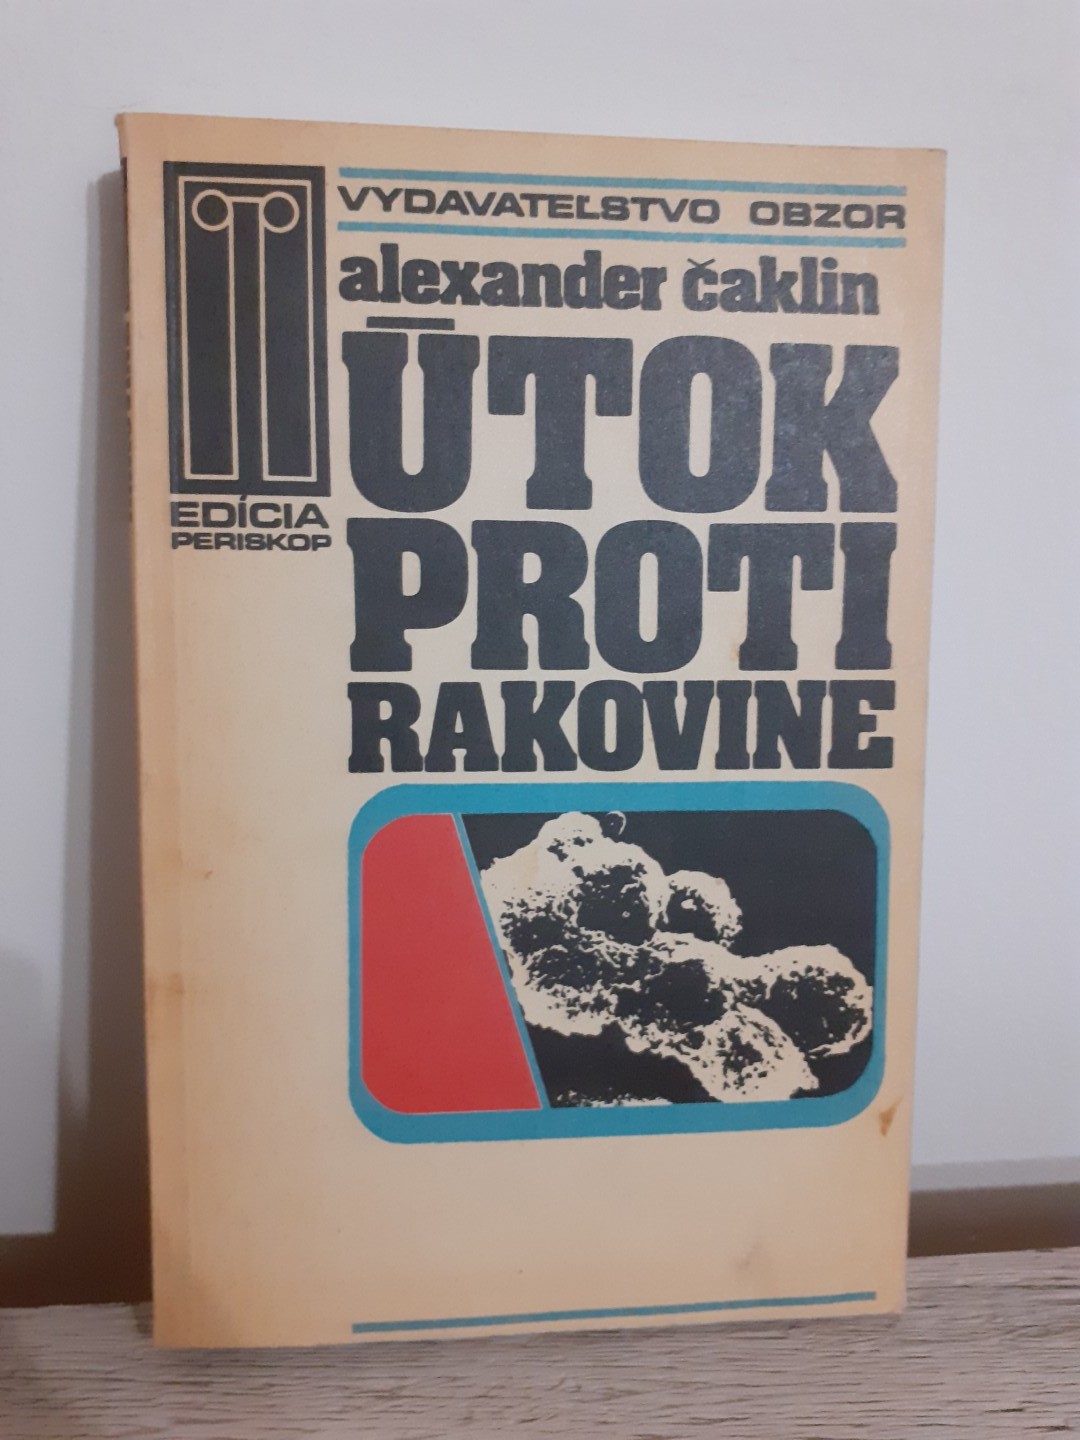 VYDAVATEĽSTVO OBZOR
alexander čaklin
ÚTOK
PROTI
RAKOVINE
EDÍCIA
PERISKOP